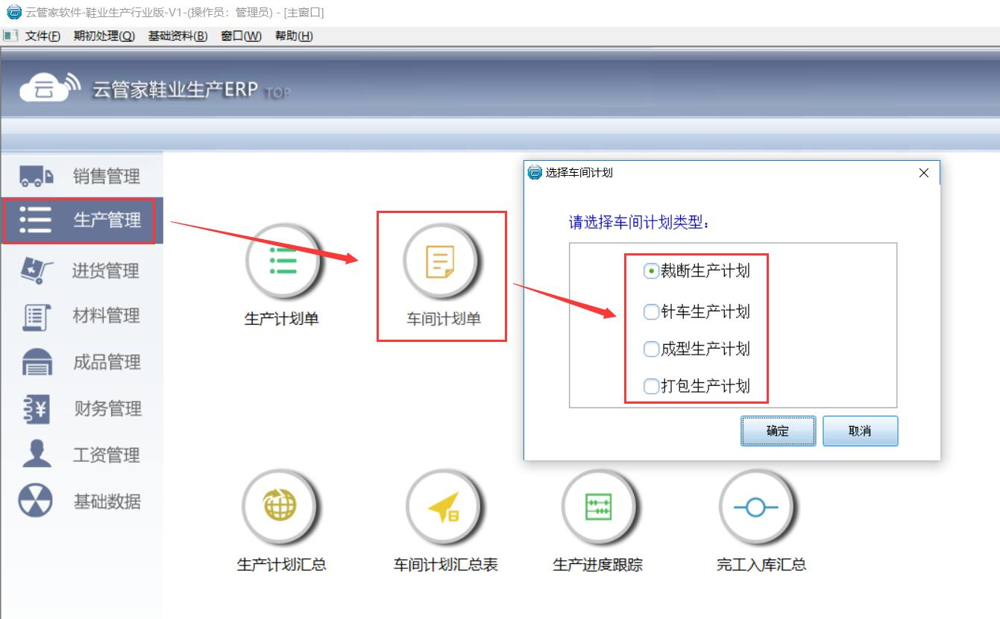 云管家软件-鞋业生产行业版-V1-(操作员：管理员) - [主窗口]
文件(F) 期初处理(Q) 基础资料(B) 窗口(W) 帮助(H)
云管家鞋业生产ERP TOP
销售管理
生产管理
进货管理
材料管理
成品管理
财务管理
工资管理
基础数据
生产计划单
车间计划单
选择车间计划
请选择车间计划类型：
裁断生产计划
针车生产计划
成型生产计划
打包生产计划
确定
取消
生产计划汇总
车间计划汇总表
生产进度跟踪
完工入库汇总